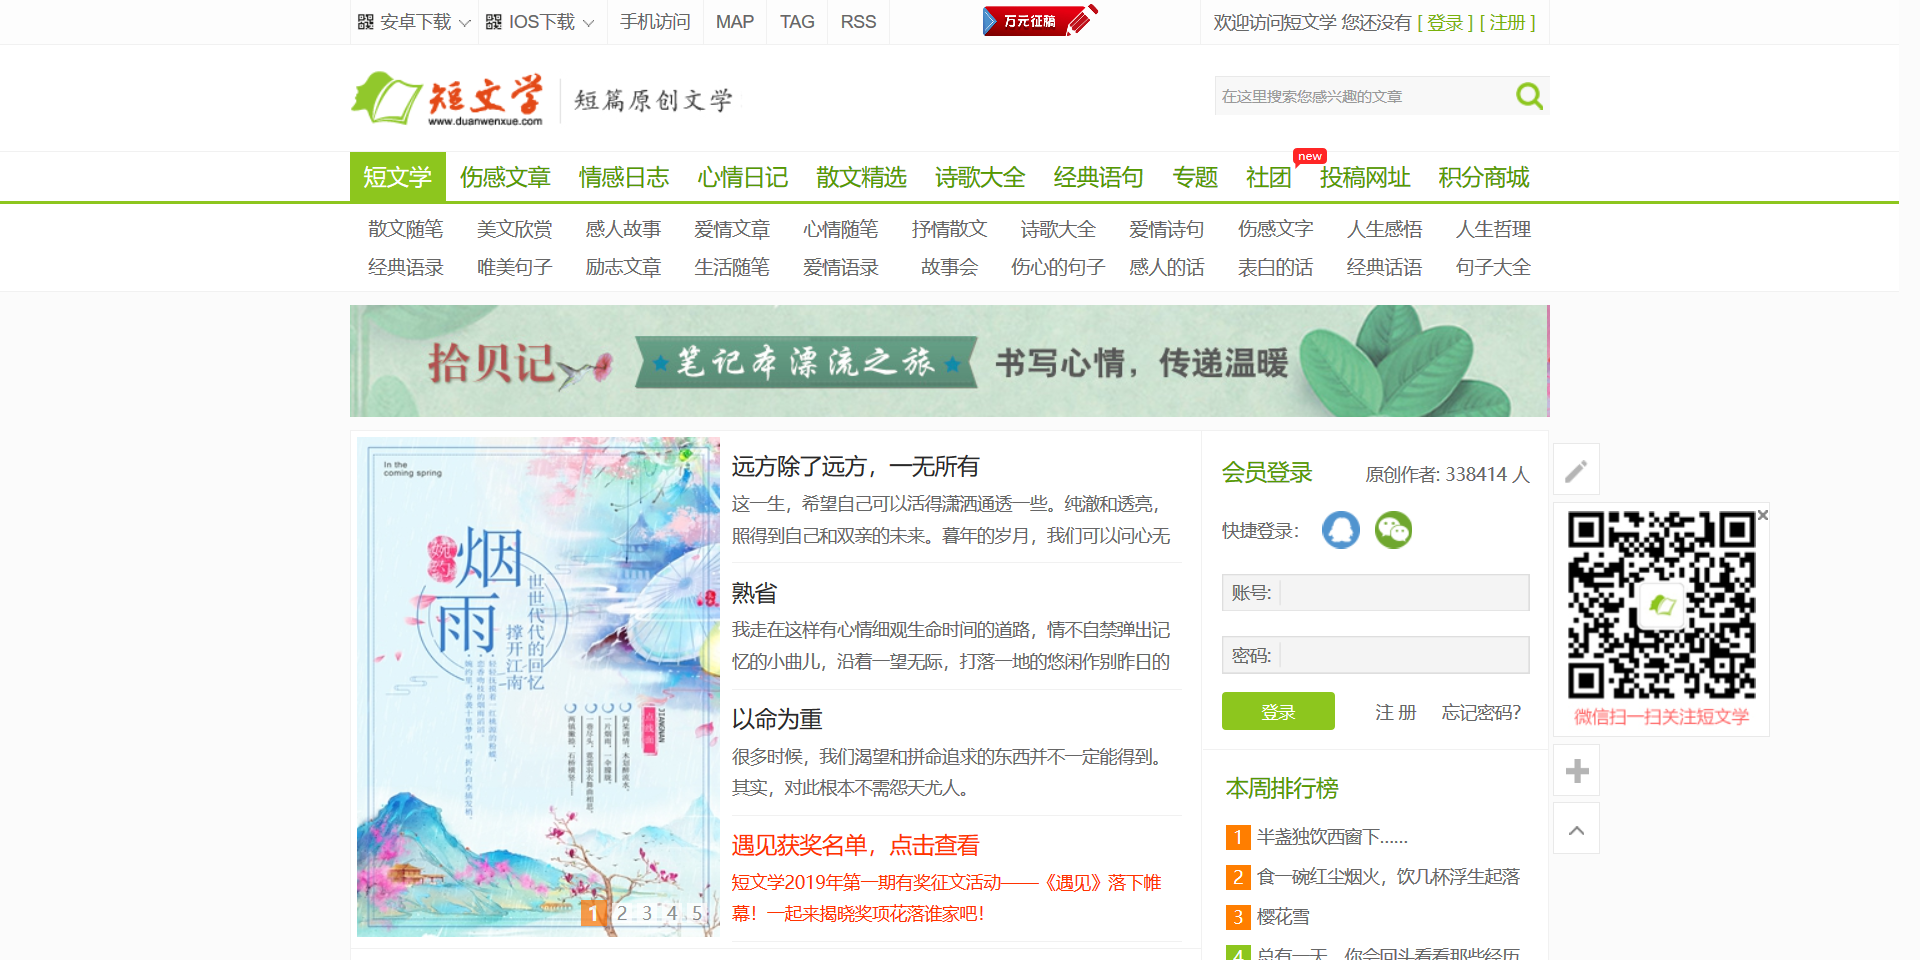 安卓下载 IOS下载 手机访问 MAP TAG RSS 万元征稿 欢迎访问短文学 您还没有 [ 登录 ] [ 注册 ]
短文学 短篇原创文学
www.duanwenxue.com
在这里搜索您感兴趣的文章
new
短文学 伤感文章 情感日志 心情日记 散文精选 诗歌大全 经典语句 专题 社团 投稿网址 积分商城
散文随笔 美文欣赏 感人故事 爱情文章 心情随笔 抒情散文 诗歌大全 爱情诗句 伤感文字 人生感悟 人生哲理
经典语录 唯美句子 励志文章 生活随笔 爱情语录 故事会 伤心的句子 感人的话 表白的话 经典话语 句子大全
拾贝记 笔记本漂流之旅 书写心情，传递温暖
In the
coming spring
婉约
烟雨
世世代代的回忆
撑开江南
JIANGNAN
1 2 3 4 5
远方除了远方，一无所有
这一生，希望自己可以活得潇洒通透一些。纯澈和透亮，
照得到自己和双亲的未来。暮年的岁月，我们可以问心无
熟省
我走在这样有心情细观生命时间的道路，情不自禁弹出记
忆的小曲儿，沿着一望无际，打落一地的悠闲作别昨日的
以命为重
很多时候，我们渴望和拼命追求的东西并不一定能得到。
其实，对此根本不需怨天尤人。
遇见获奖名单，点击查看
短文学2019年第一期有奖征文活动——《遇见》落下帷
幕！一起来揭晓奖项花落谁家吧！
会员登录 原创作者: 338414 人
快捷登录：
账号:
密码:
登录 注 册 忘记密码?
本周排行榜
1 半盏独饮西窗下......
2 食一碗红尘烟火，饮几杯浮生起落
3 樱花雪
4 总有一天，你会回头看看那些经历
微信扫一扫关注短文学